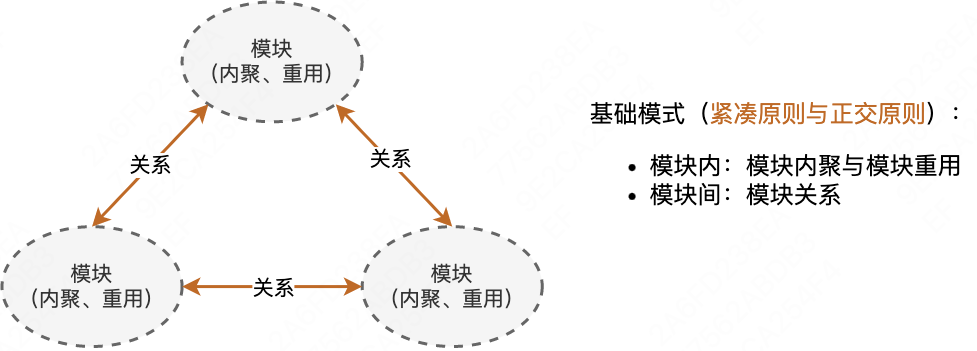 模块
（内聚、重用）
关系
关系
模块
（内聚、重用）
关系
模块
（内聚、重用）
基础模式（紧凑原则与正交原则）：
• 模块内：模块内聚与模块重用
• 模块间：模块关系